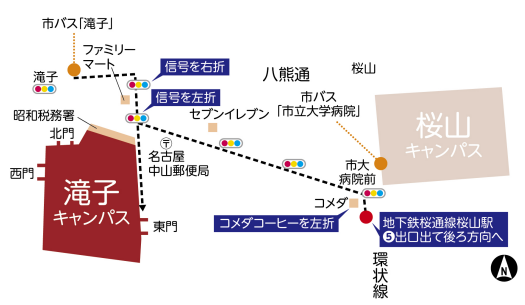 市バス「滝子」
ファミリー
マート
信号を右折
滝子
信号を左折
八熊通
桜山
昭和税務署
セブンイレブン
市バス
「市立大学病院」
桜山
キャンパス
北門
〒
名古屋
中山郵便局
西門
滝子
キャンパス
市大
病院前
コメダ
東門
コメダコーヒーを左折
地下鉄桜通線桜山駅
❺出口出て後ろ方向へ
環状線
N